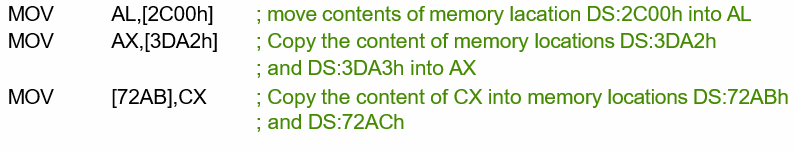 MOV AL,[2C00h] ; move contents of memory lacation DS:2C00h into AL
MOV AX,[3DA2h] ; Copy the content of memory locations DS:3DA2h
; and DS:3DA3h into AX
MOV [72AB],CX ; Copy the content of CX into memory locations DS:72ABh
; and DS:72ACh